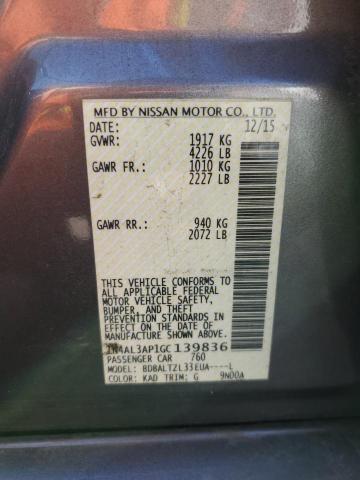 MFD BY NISSAN MOTOR CO., LTD.
DATE: 12/15
GVWR: 1917 KG
4226 LB
GAWR FR.: 1010 KG
2227 LB
GAWR RR.: 940 KG
2072 LB
THIS VEHICLE CONFORMS TO
ALL APPLICABLE FEDERAL
MOTOR VEHICLE SAFETY,
BUMPER, AND THEFT
PREVENTION STANDARDS IN
EFFECT ON THE DATE OF
MANUFACTURE SHOWN ABOVE.
1N4AL3AP1GC 139836
PASSENGER CAR 760
MODEL: BDBALTZL33EUA----L
COLOR: KAD TRIM: G 9N00A